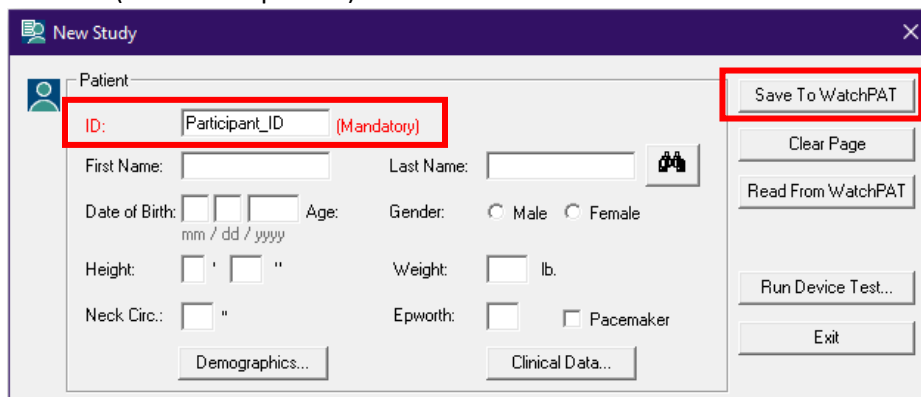 New Study
Patient
ID: Participant_ID (Mandatory)
First Name: Last Name:
Date of Birth: Age: Gender: Male Female
mm / dd / yyyy
Height: ' " Weight: lb.
Neck Circ.: " Epworth: Pacemaker
Demographics... Clinical Data...
Save To WatchPAT
Clear Page
Read From WatchPAT
Run Device Test...
Exit